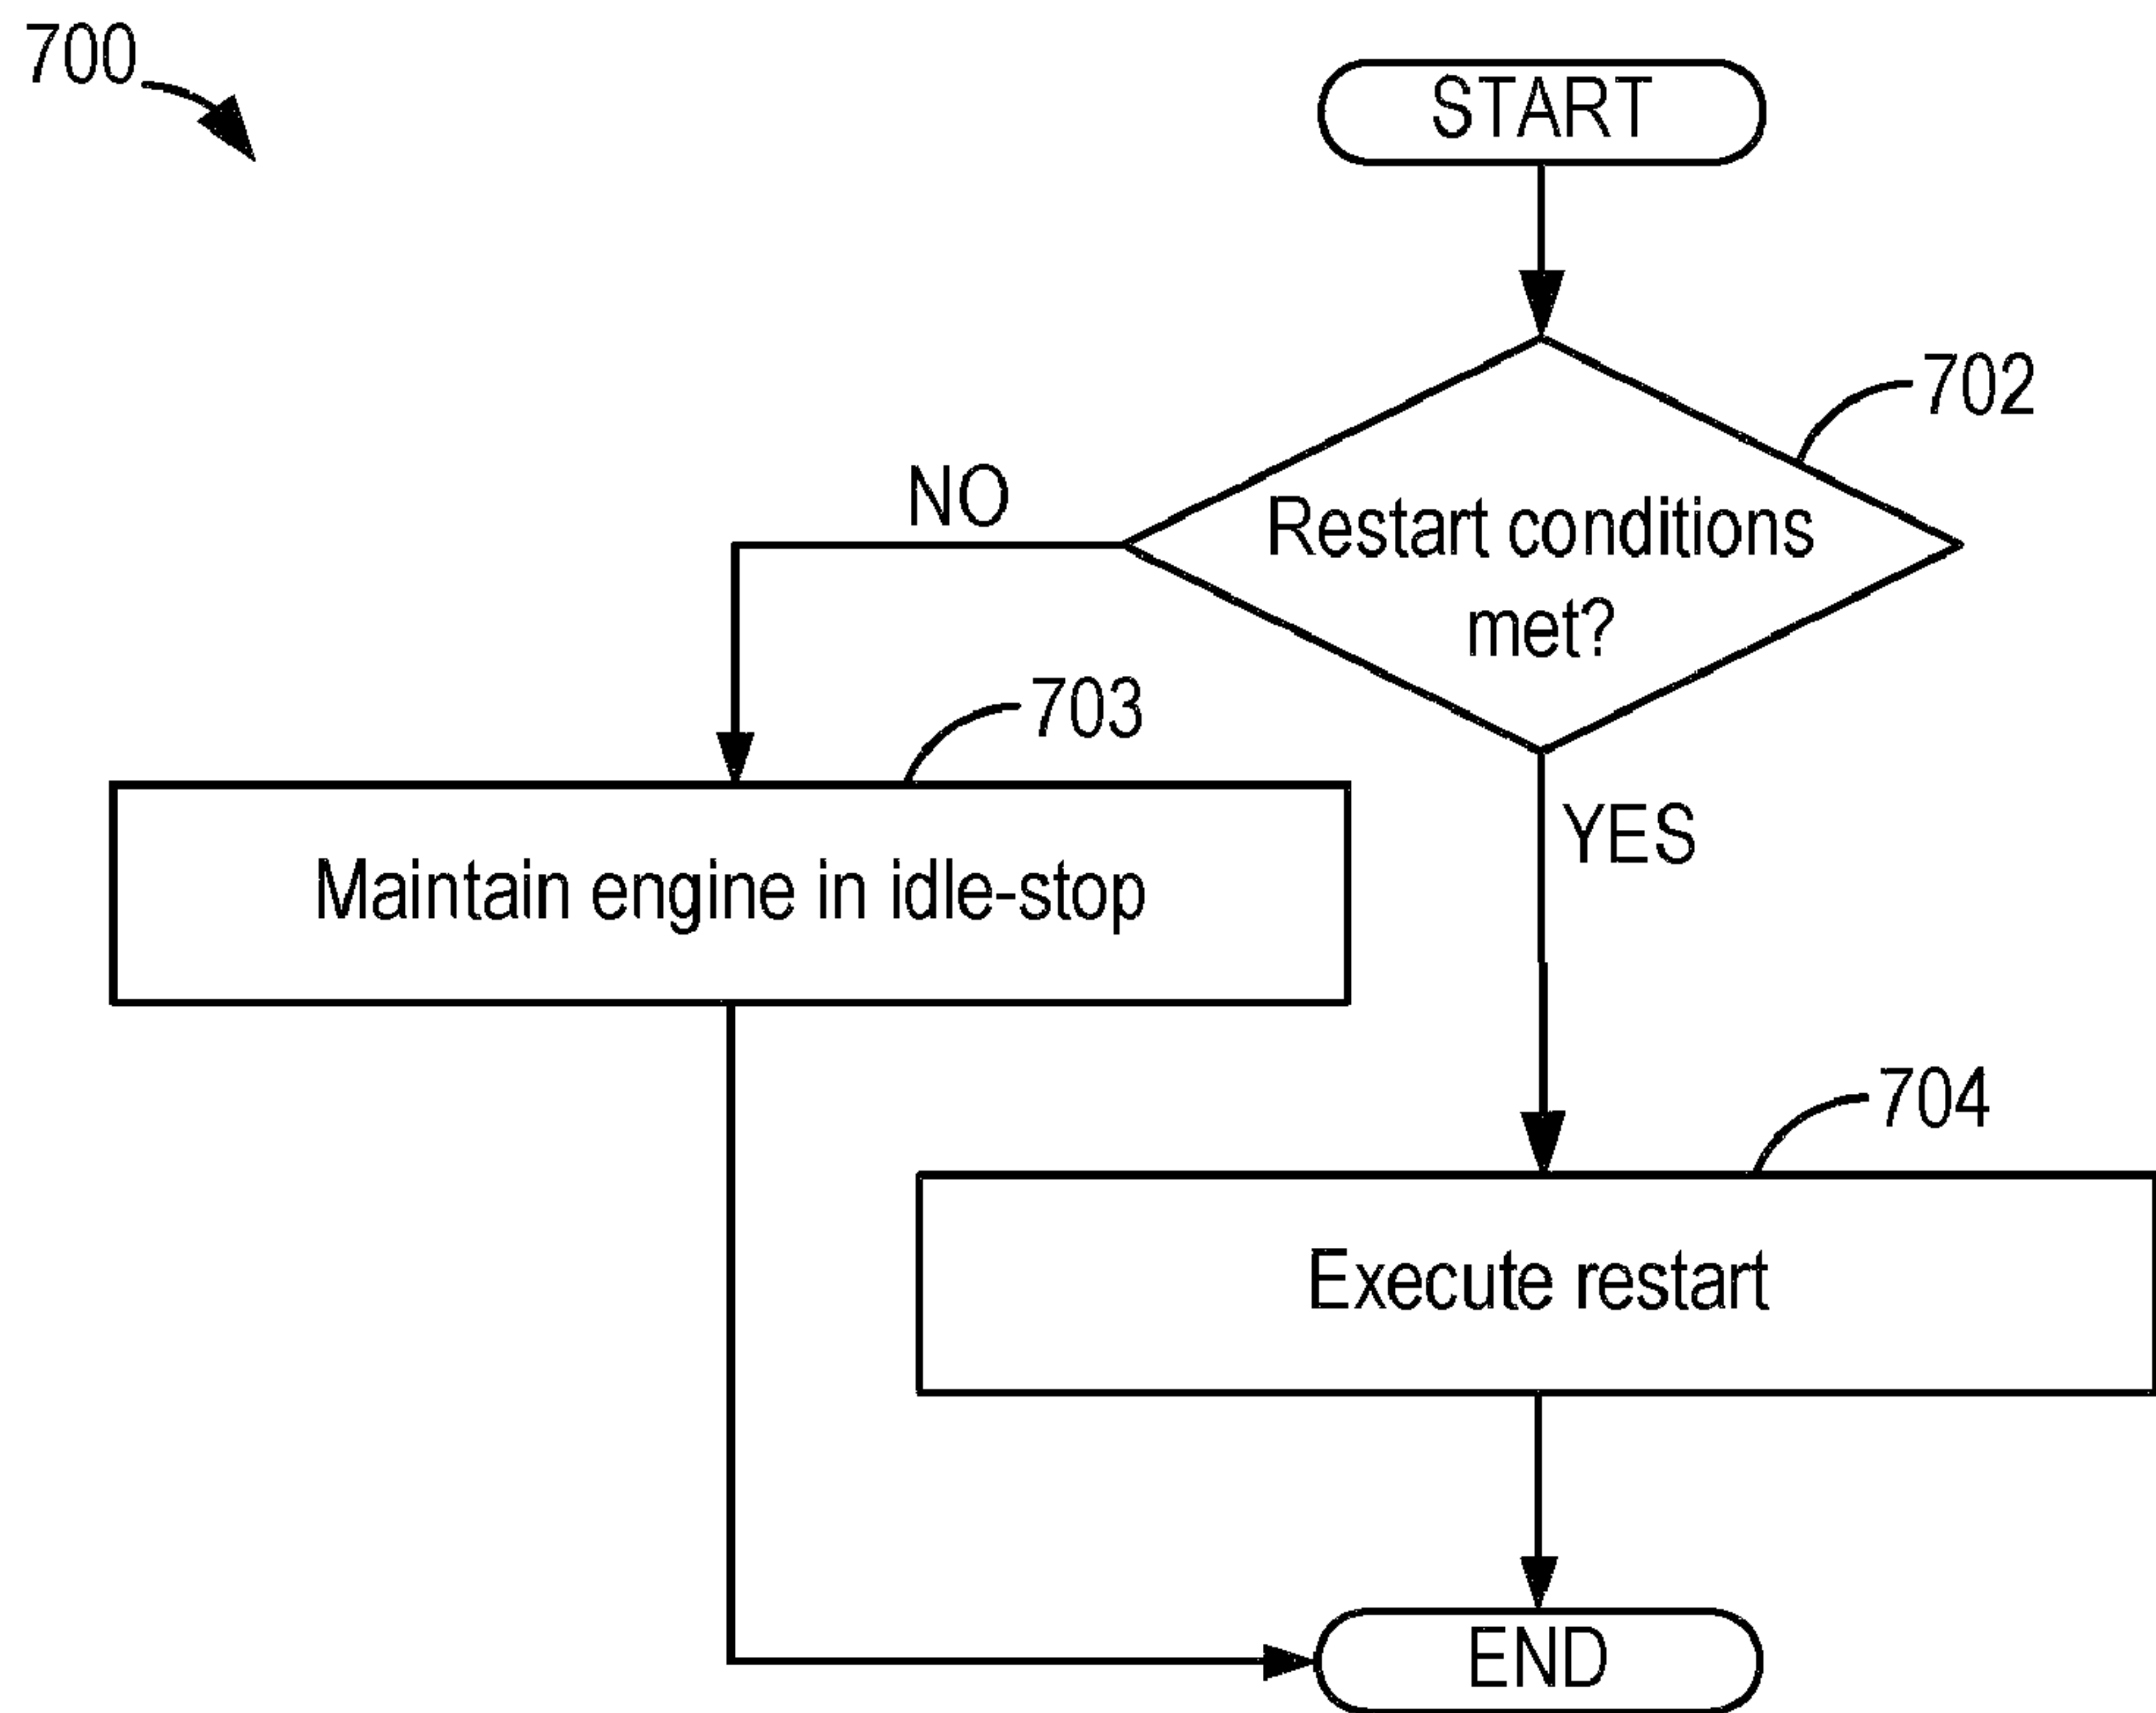 700
START
702
Restart conditions
met?
NO
YES
703
Maintain engine in idle-stop
704
Execute restart
END